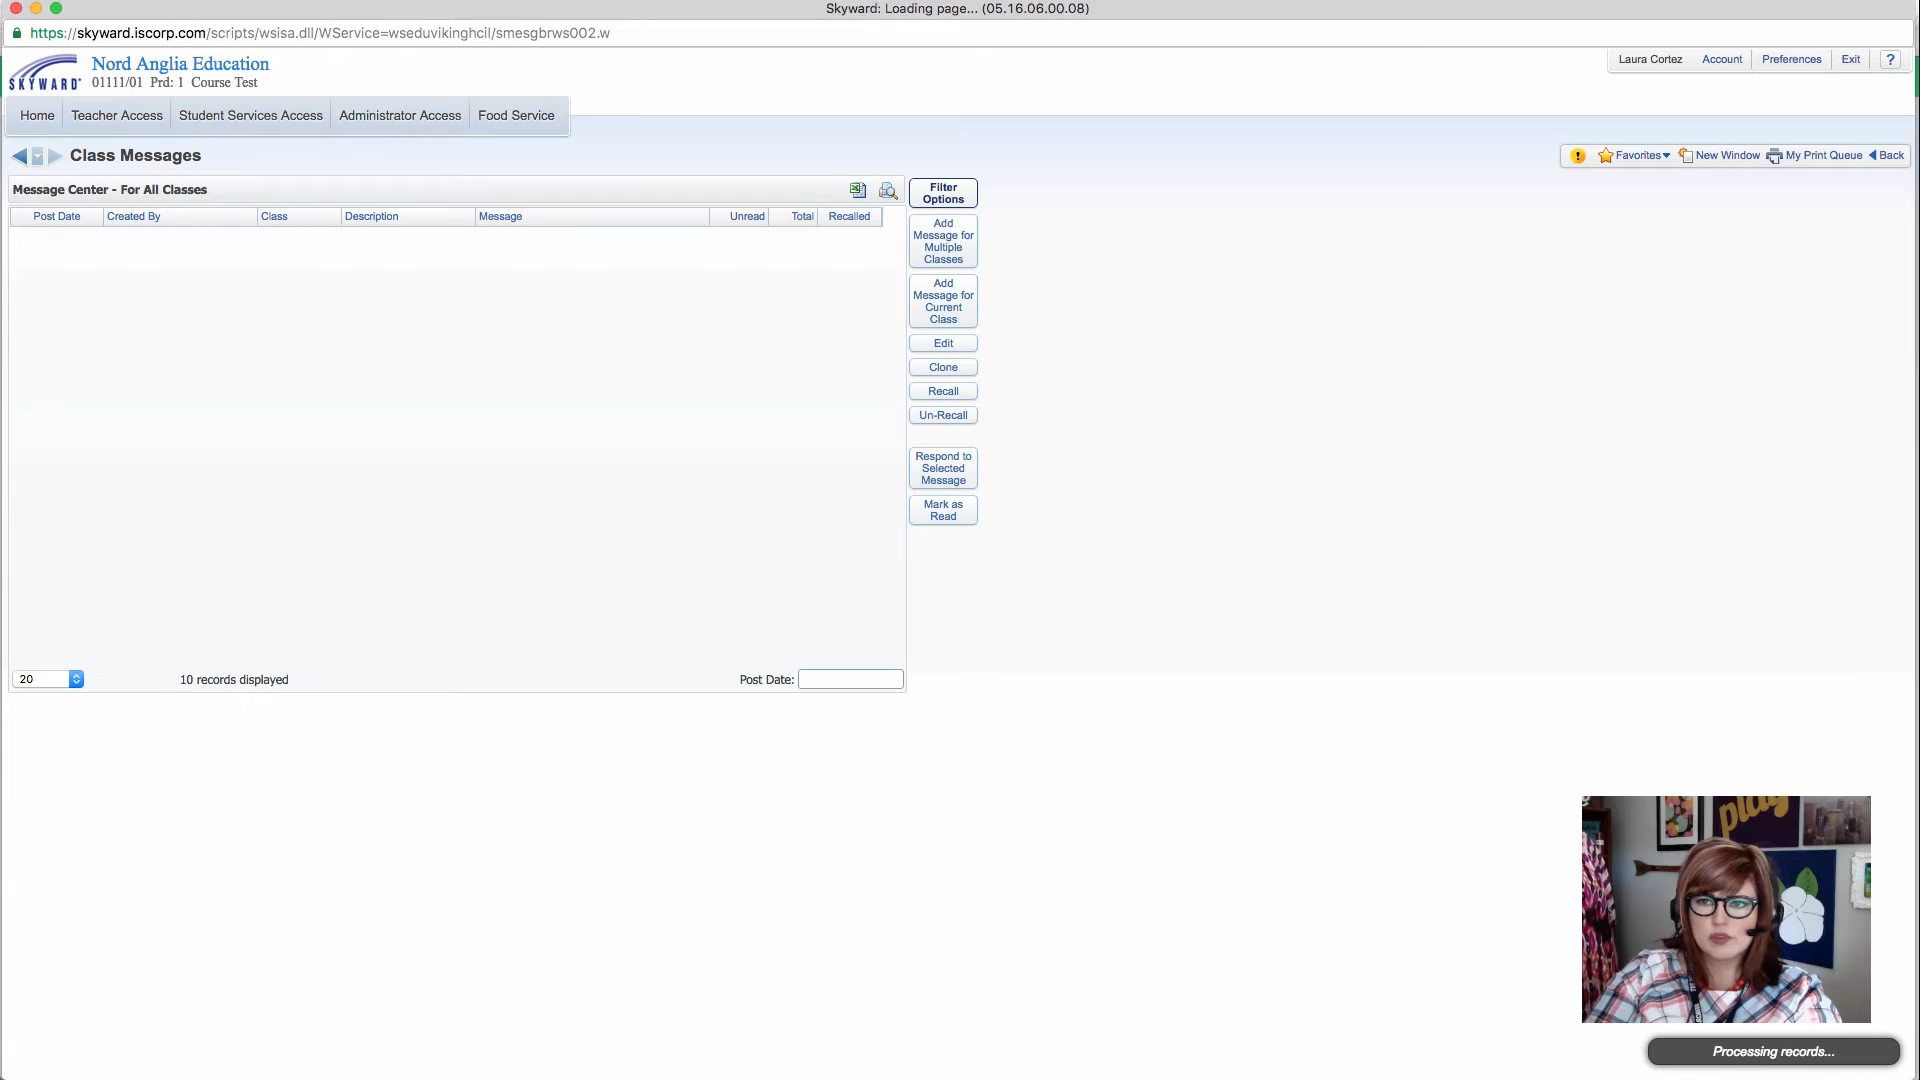 Skyward: Loading page... (05.16.06.00.08)
https://skyward.iscorp.com/scripts/wsisa.dll/WService=wseduvikinghcil/smesgbrws002.w
SKYWARD
Nord Anglia Education
01111/01 Prd: 1 Course Test
Laura Cortez Account Preferences Exit ?
Home Teacher Access Student Services Access Administrator Access Food Service
Class Messages
Favorites New Window My Print Queue Back
Message Center - For All Classes
Post Date Created By Class Description Message Unread Total Recalled
Filter
Options
Add
Message for
Multiple
Classes
Add
Message for
Current
Class
Edit
Clone
Recall
Un-Recall
Respond to
Selected
Message
Mark as
Read
20 10 records displayed Post Date:
play
Processing records...